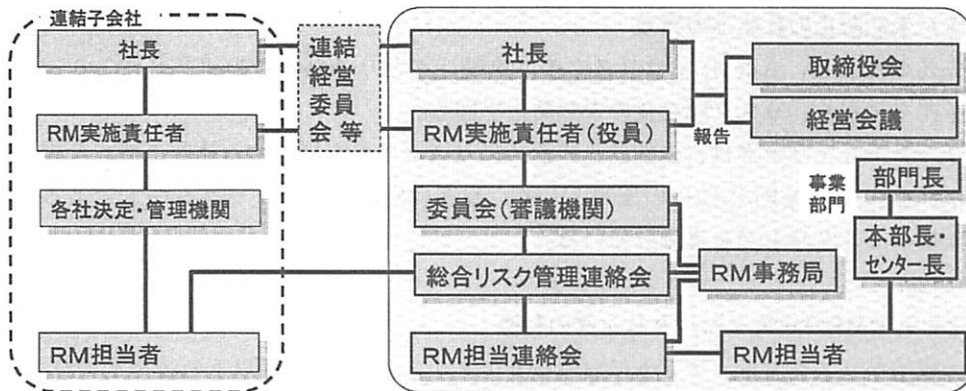 連結子会社
社長
RM実施責任者
各社決定・管理機関
RM担当者
連結
経営
委員
会等
社長
RM実施責任者(役員)
委員会(審議機関)
総合リスク管理連絡会
RM担当連絡会
報告
取締役会
経営会議
RM事務局
事業
部門
部門長
本部長・
センター長
RM担当者